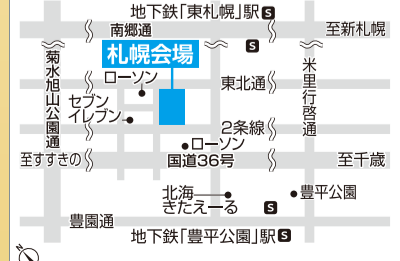 地下鉄「東札幌」駅 S
南郷通
至新札幌
札幌会場
S
菊水旭山公園通
ローソン
東北通
米里行啓通
セブン
イレブン
2条線
ローソン
至すすきの
国道36号
至千歳
北海
きたえーる
豊平公園
S
豊園通
地下鉄「豊平公園」駅 S
N